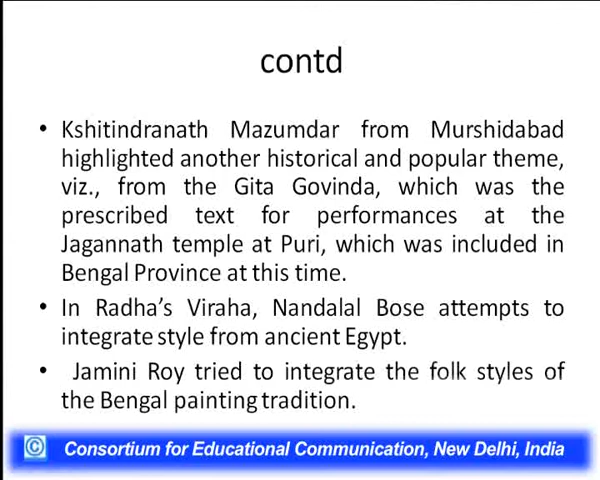 contd
• Kshitindranath Mazumdar from Murshidabad
highlighted another historical and popular theme,
viz., from the Gita Govinda, which was the
prescribed text for performances at the
Jagannath temple at Puri, which was included in
Bengal Province at this time.
• In Radha's Viraha, Nandalal Bose attempts to
integrate style from ancient Egypt.
• Jamini Roy tried to integrate the folk styles of
the Bengal painting tradition.
© Consortium for Educational Communication, New Delhi, India